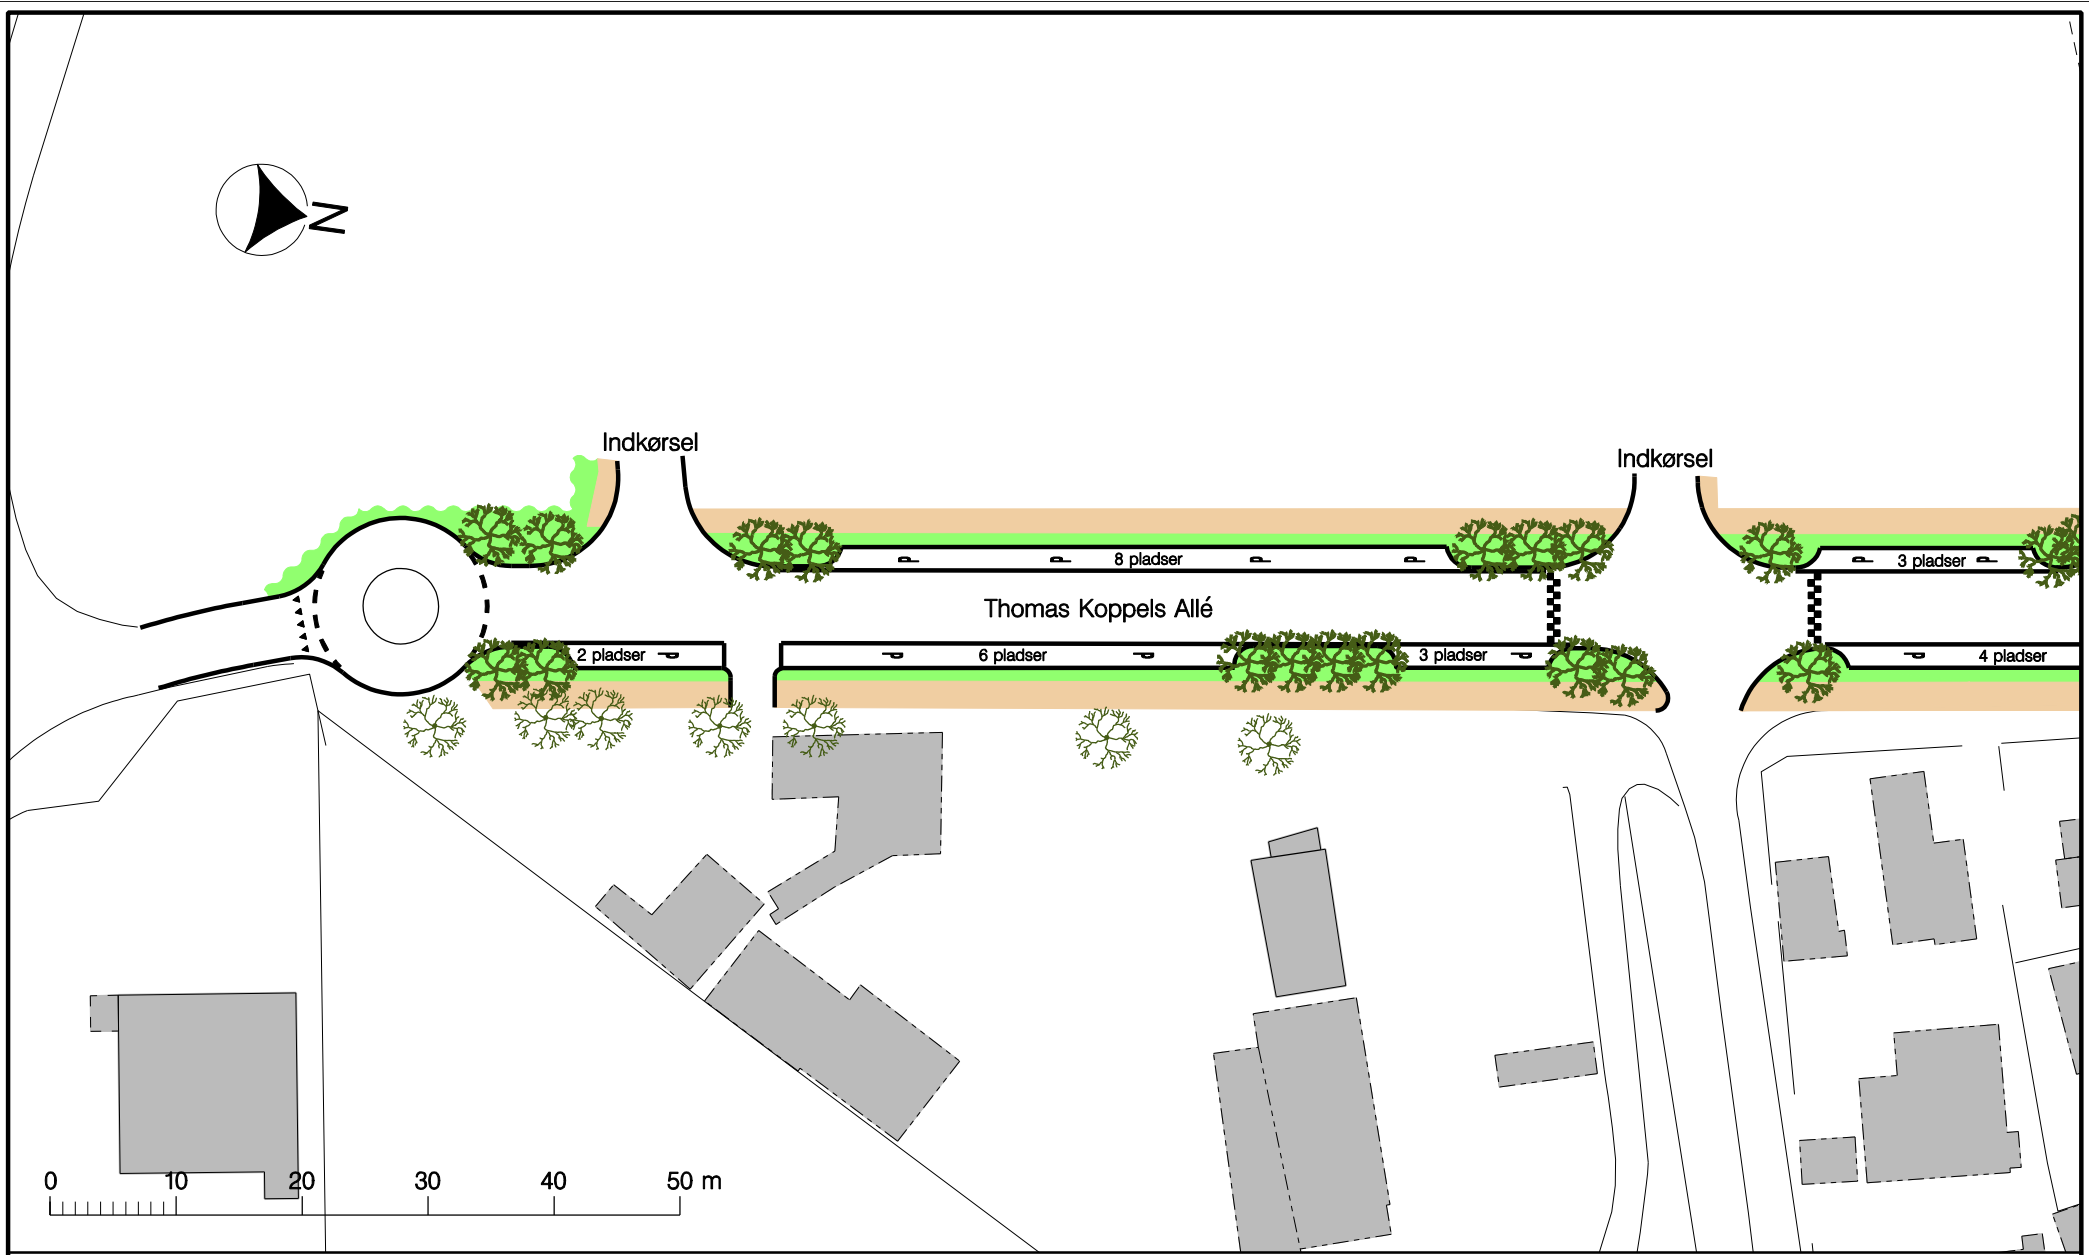 N
Indkørsel
Indkørsel
P P 8 pladser P P
P 3 pladser P
Thomas Koppels Allé
2 pladser P
P 6 pladser P
3 pladser P
P 4 pladser
0 10 20 30 40 50 m